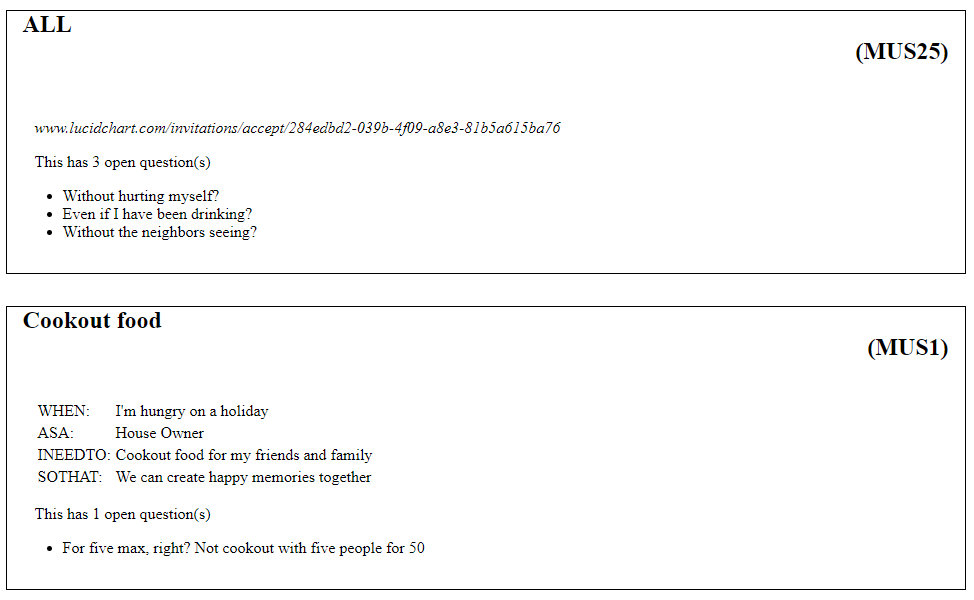 ALL
(MUS25)
www.lucidchart.com/invitations/accept/284edbd2-039b-4f09-a8e3-81b5a615ba76
This has 3 open question(s)
• Without hurting myself?
• Even if I have been drinking?
• Without the neighbors seeing?
Cookout food
(MUS1)
WHEN: I'm hungry on a holiday
ASA: House Owner
INEEDTO: Cookout food for my friends and family
SOTHAT: We can create happy memories together
This has 1 open question(s)
• For five max, right? Not cookout with five people for 50